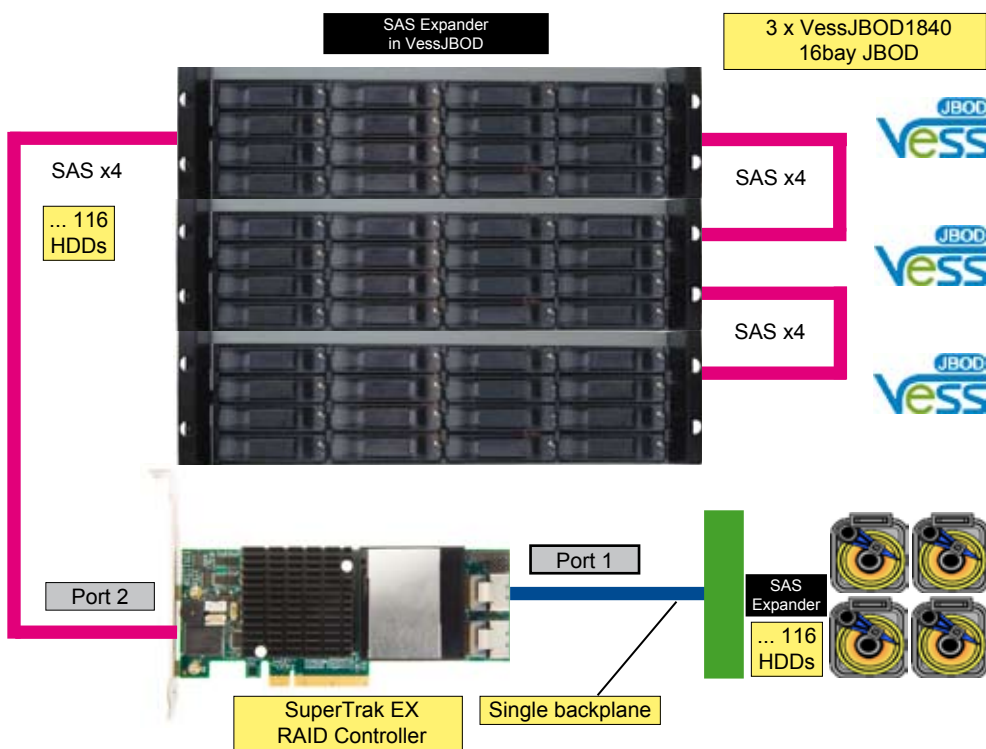 SAS Expander
in VessJBOD
3 x VessJBOD1840
16bay JBOD
SAS x4
... 116
HDDs
SAS x4
JBOD
Vess
SAS x4
JBOD
Vess
JBOD
Vess
Port 2
Port 1
SAS
Expander
... 116
HDDs
SuperTrak EX
RAID Controller
Single backplane